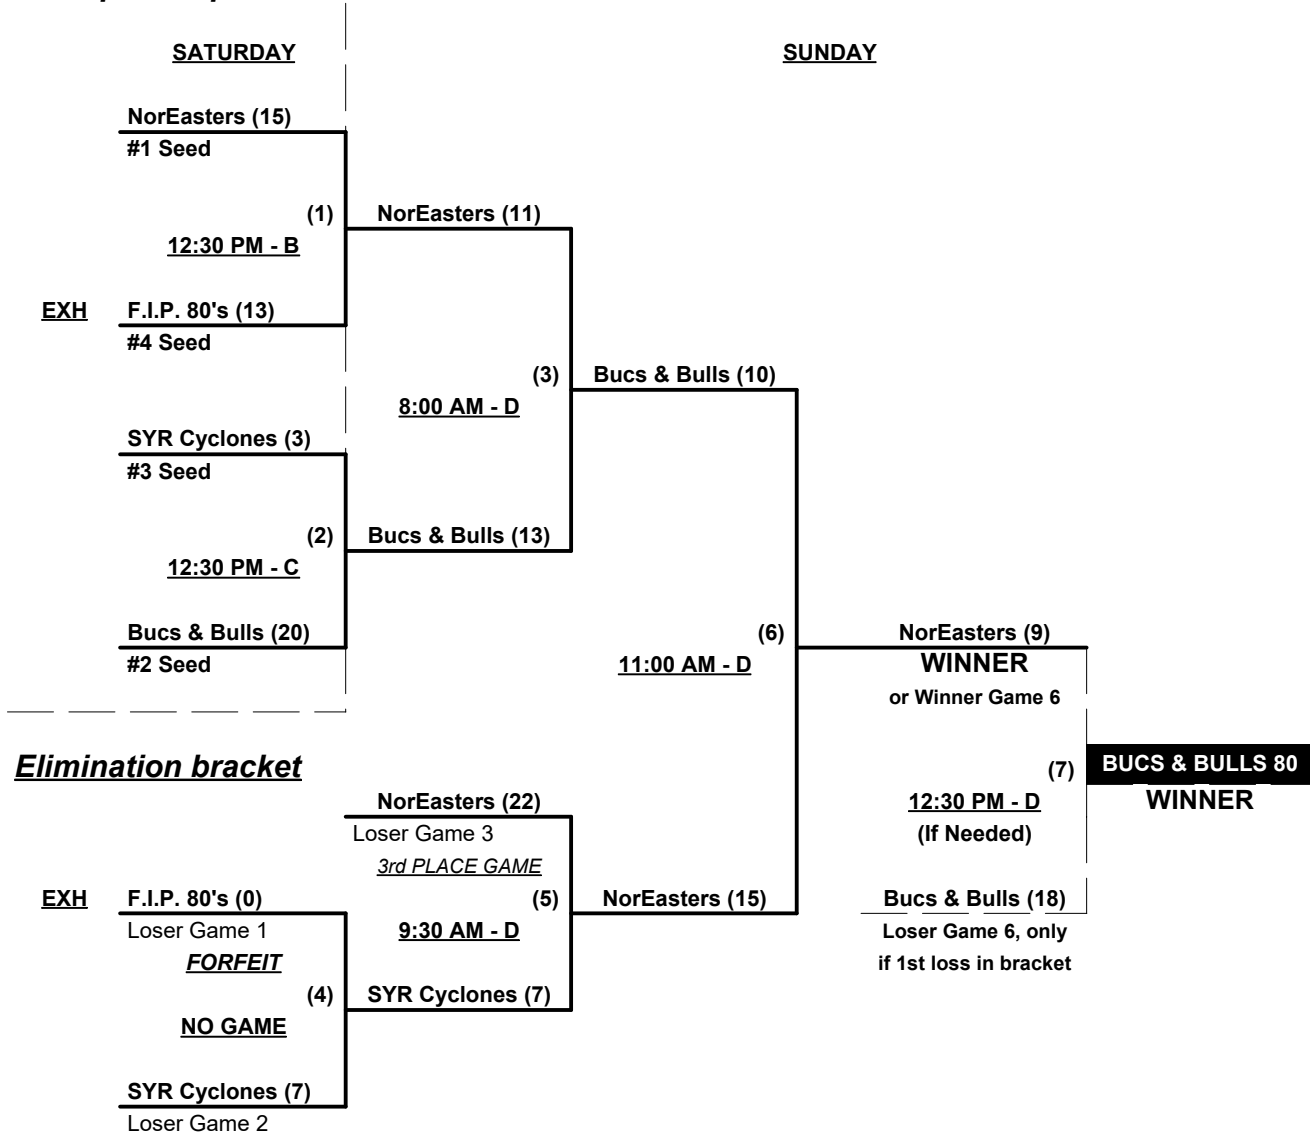 SATURDAY
SUNDAY
NorEasters (15)
#1 Seed
(1)
NorEasters (11)
12:30 PM - B
EXH
F.I.P. 80's (13)
#4 Seed
(3)
Bucs & Bulls (10)
8:00 AM - D
SYR Cyclones (3)
#3 Seed
(2)
Bucs & Bulls (13)
12:30 PM - C
Bucs & Bulls (20)
#2 Seed
(6)
NorEasters (9)
11:00 AM - D
WINNER
or Winner Game 6
Elimination bracket
(7)
BUCS & BULLS 80
NorEasters (22)
12:30 PM - D
WINNER
Loser Game 3
(If Needed)
3rd PLACE GAME
EXH
F.I.P. 80's (0)
(5)
NorEasters (15)
Bucs & Bulls (18)
Loser Game 1
9:30 AM - D
Loser Game 6, only
FORFEIT
if 1st loss in bracket
(4)
SYR Cyclones (7)
NO GAME
SYR Cyclones (7)
Loser Game 2